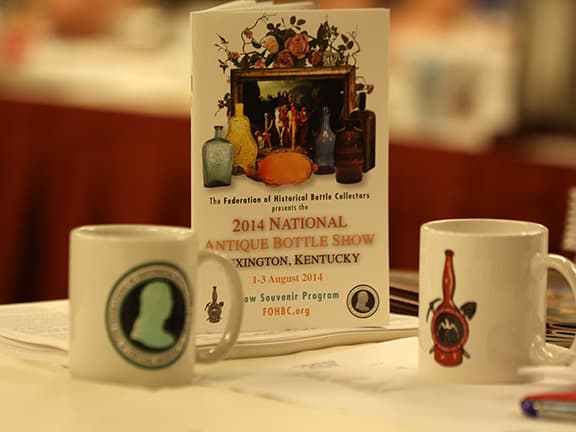 The Federation of Historical Bottle Collectors
presents the
2014 NATIONAL
ANTIQUE BOTTLE SHOW
LEXINGTON, KENTUCKY
1-3 August 2014
Show Souvenir Program
FOHBC.org